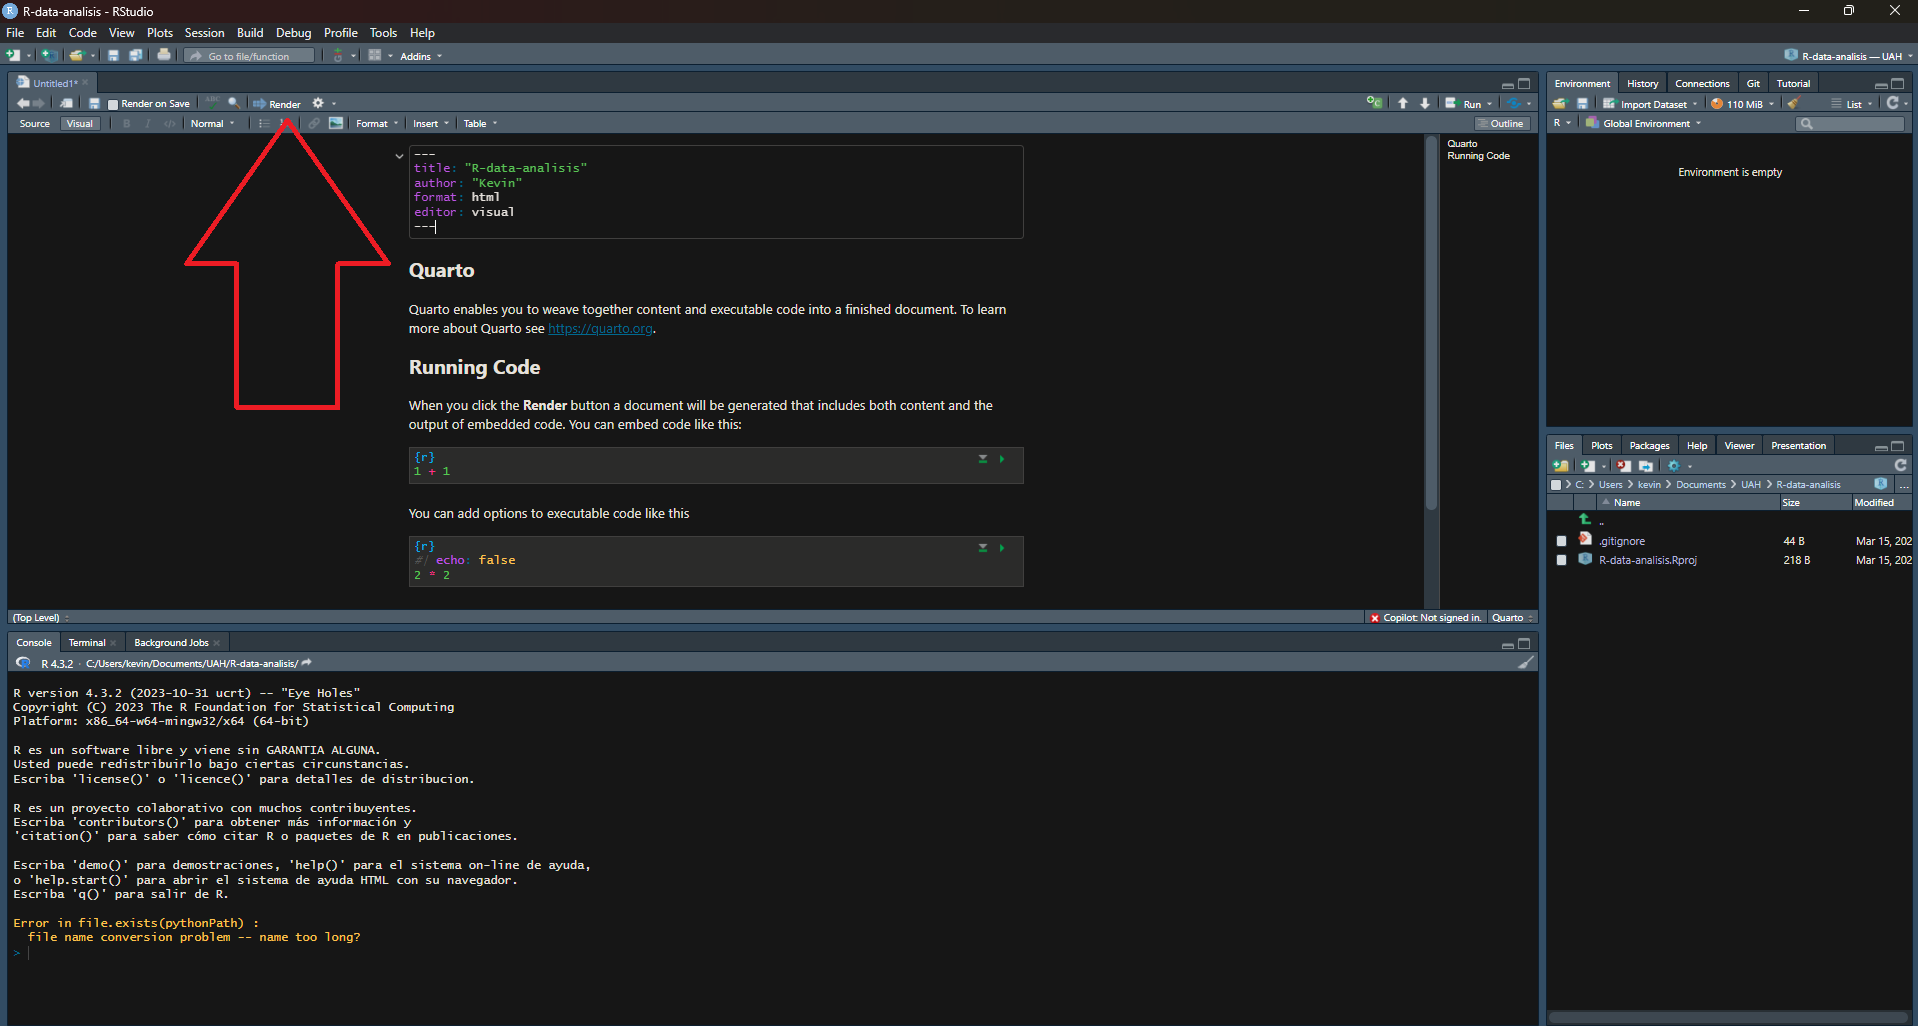 R-data-analisis - RStudio
File Edit Code View Plots Session Build Debug Profile Tools Help
Go to file/function Addins R-data-analisis — UAH
Untitled1*
Render on Save ABC Render Run
Source Visual B I </> Normal Format Insert Table Outline
---
title: "R-data-analisis"
author: "Kevin"
format: html
editor: visual
---
Quarto
Quarto enables you to weave together content and executable code into a finished document. To learn
more about Quarto see https://quarto.org.
Running Code
When you click the Render button a document will be generated that includes both content and the
output of embedded code. You can embed code like this:
{r}
1 + 1
You can add options to executable code like this
{r}
#| echo: false
2 * 2
Quarto
Running Code
(Top Level) Copilot: Not signed in. Quarto
Console Terminal Background Jobs
R 4.3.2 · C:/Users/kevin/Documents/UAH/R-data-analisis/
R version 4.3.2 (2023-10-31 ucrt) -- "Eye Holes"
Copyright (C) 2023 The R Foundation for Statistical Computing
Platform: x86_64-w64-mingw32/x64 (64-bit)
R es un software libre y viene sin GARANTIA ALGUNA.
Usted puede redistribuirlo bajo ciertas circunstancias.
Escriba 'license()' o 'licence()' para detalles de distribucion.
R es un proyecto colaborativo con muchos contribuyentes.
Escriba 'contributors()' para obtener más información y
'citation()' para saber cómo citar R o paquetes de R en publicaciones.
Escriba 'demo()' para demostraciones, 'help()' para el sistema on-line de ayuda,
o 'help.start()' para abrir el sistema de ayuda HTML con su navegador.
Escriba 'q()' para salir de R.
Error in file.exists(pythonPath) :
file name conversion problem -- name too long?
>
Environment History Connections Git Tutorial
Import Dataset 110 MiB List
R Global Environment
Environment is empty
Files Plots Packages Help Viewer Presentation
C: > Users > kevin > Documents > UAH > R-data-analisis ...
Name Size Modified
..
.gitignore 44 B Mar 15, 202
R-data-analisis.Rproj 218 B Mar 15, 202